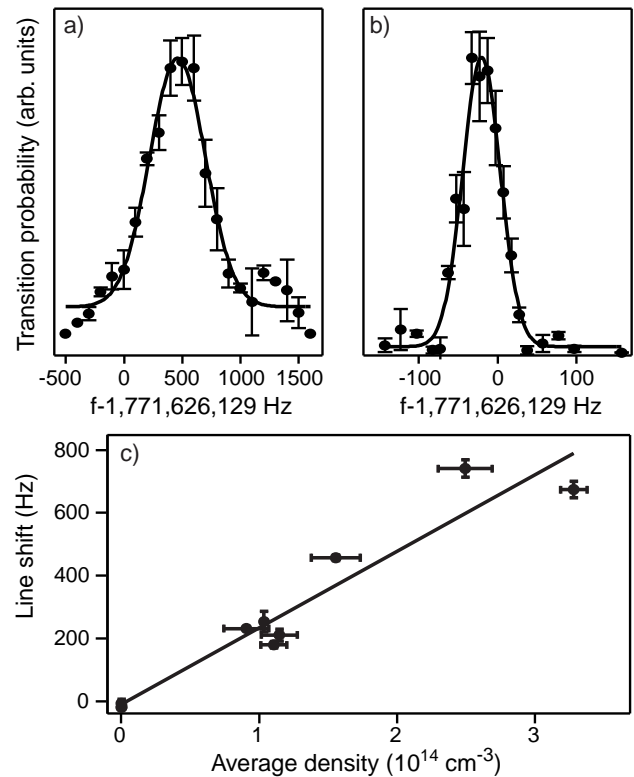 a)
b)
Transition probability (arb. units)
-500 0 500 1000 1500
-100 0 100
f-1,771,626,129 Hz
f-1,771,626,129 Hz
c)
800
600
400
200
0
Line shift (Hz)
0 1 2 3
Average density (10¹⁴ cm⁻³)